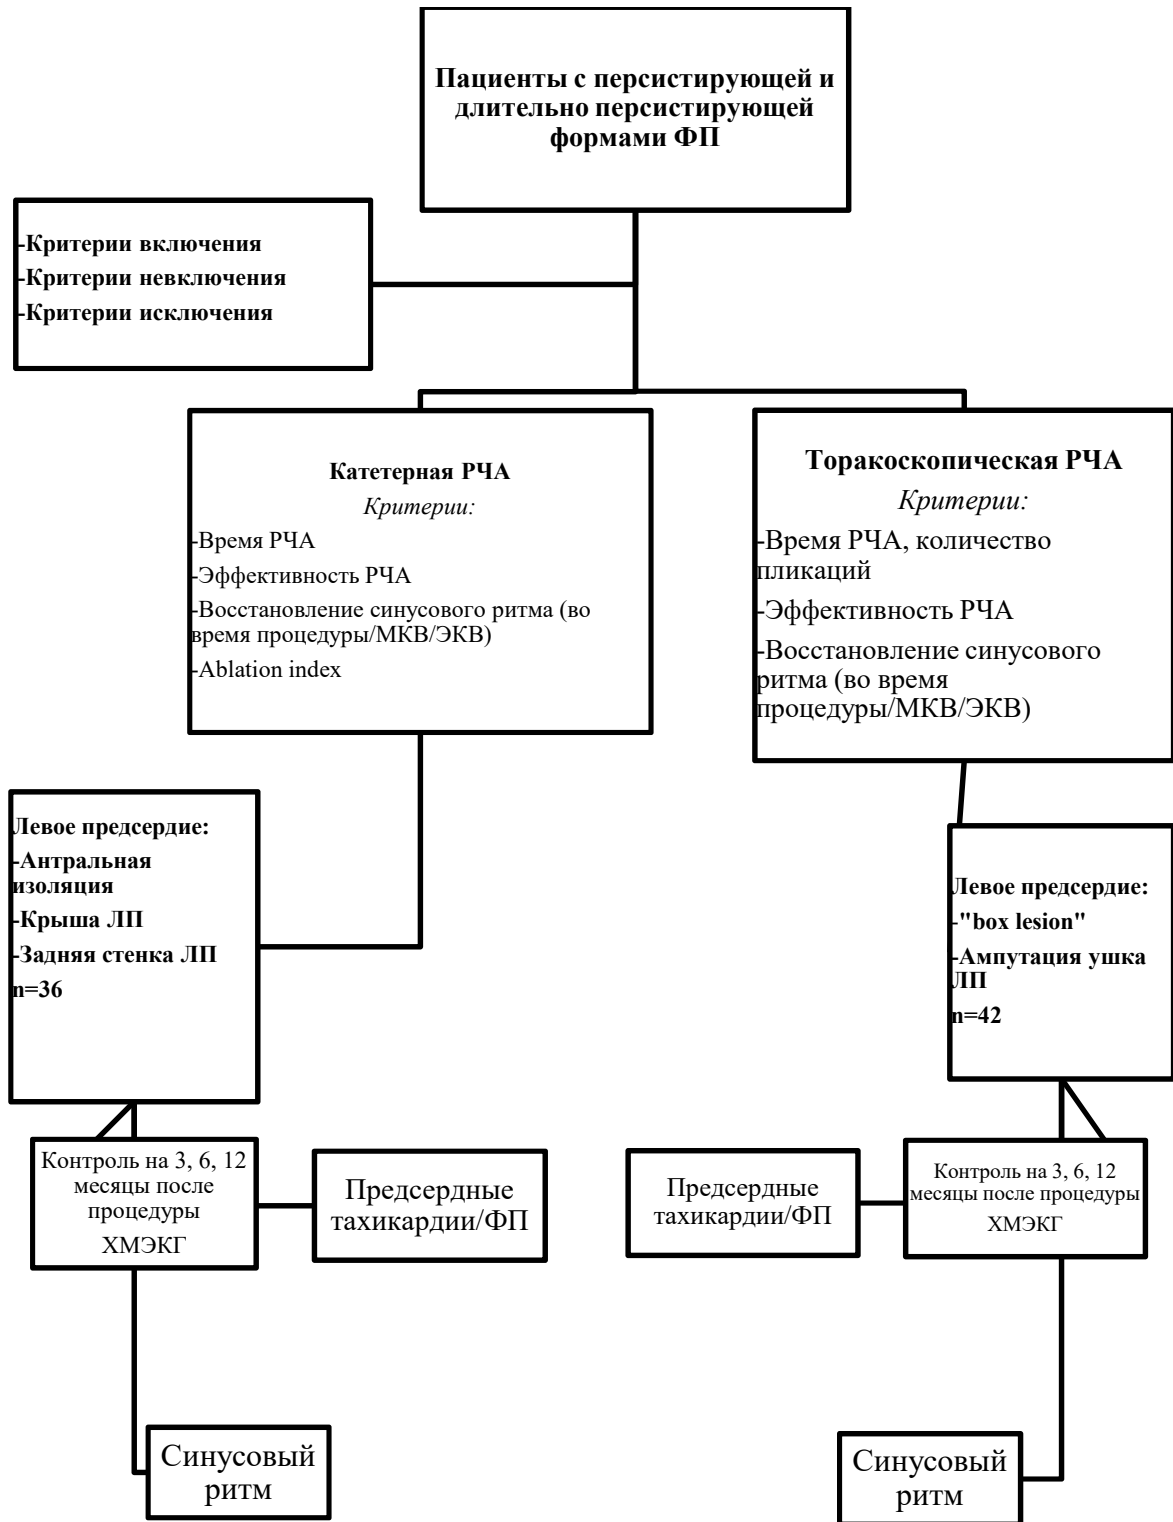 Пациенты с персистирующей и
длительно персистирующей
формами ФП
-Критерии включения
-Критерии невключения
-Критерии исключения
Катетерная РЧА
Критерии:
-Время РЧА
-Эффективность РЧА
-Восстановление синусового ритма (во
время процедуры/МКВ/ЭКВ)
-Ablation index
Торакоскопическая РЧА
Критерии:
-Время РЧА, количество
пликаций
-Эффективность РЧА
-Восстановление синусового
ритма (во время
процедуры/МКВ/ЭКВ)
Левое предсердие:
-Антральная
изоляция
-Крыша ЛП
-Задняя стенка ЛП
n=36
Левое предсердие:
-"box lesion"
-Ампутация ушка
ЛП
n=42
Контроль на 3, 6, 12
месяцы после
процедуры
ХМЭКГ
Предсердные
тахикардии/ФП
Предсердные
тахикардии/ФП
Контроль на 3, 6, 12
месяцы после процедуры
ХМЭКГ
Синусовый
ритм
Синусовый
ритм